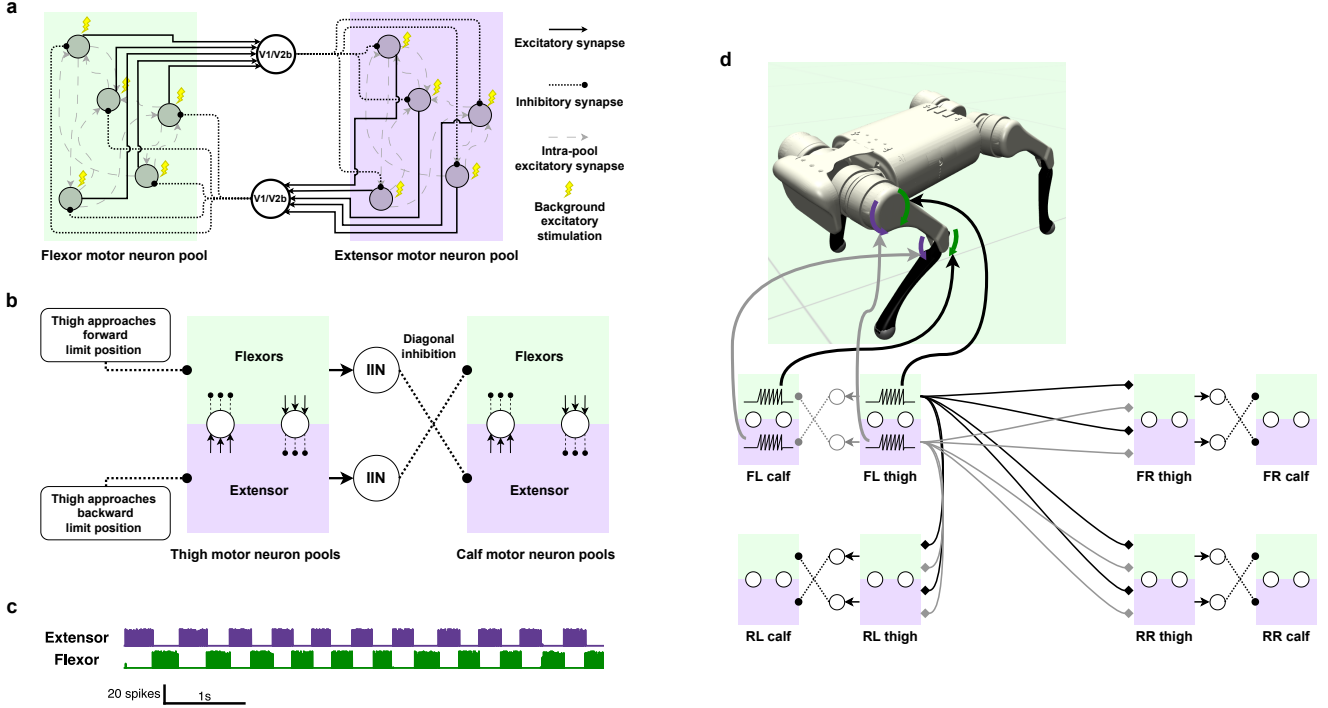 a
V1/V2b
V1/V2b
Flexor motor neuron pool
Extensor motor neuron pool
Excitatory synapse
Inhibitory synapse
Intra-pool
excitatory synapse
Background
excitatory
stimulation
b
Thigh approaches
forward
limit position
Thigh approaches
backward
limit position
Flexors
Extensor
IIN
IIN
Diagonal
inhibition
Flexors
Extensor
Thigh motor neuron pools
Calf motor neuron pools
c
Extensor
Flexor
20 spikes
1s
d
FL calf
FL thigh
FR thigh
FR calf
RL calf
RL thigh
RR thigh
RR calf